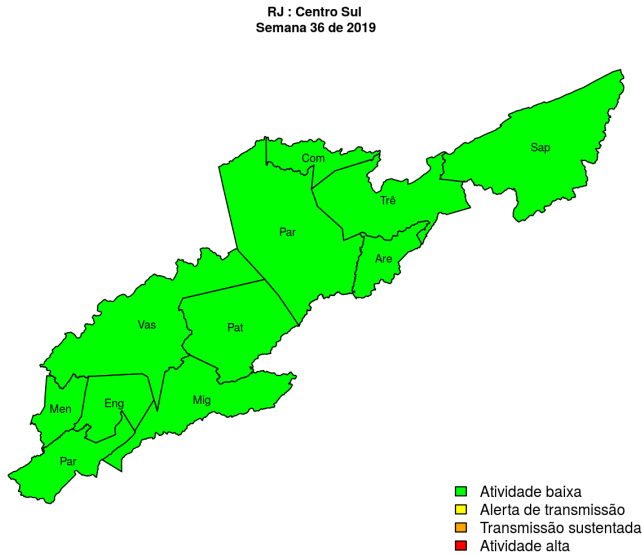 RJ : Centro Sul
Semana 36 de 2019
Sap
Com
Trê
Par
Are
Vas
Pat
Men
Eng
Mig
Par
Atividade baixa
Alerta de transmissão
Transmissão sustentada
Atividade alta